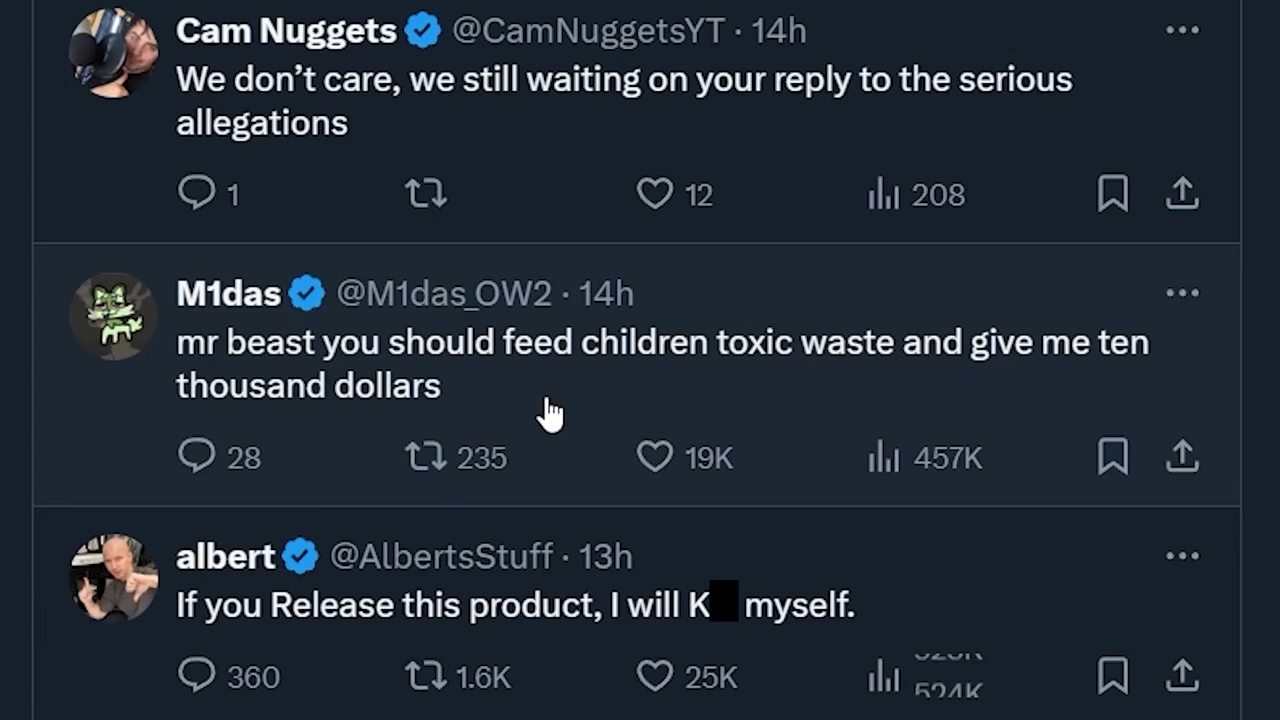 Cam Nuggets @CamNuggetsYT · 14h
We don’t care, we still waiting on your reply to the serious
allegations
1 12 208
M1das @M1das_OW2 · 14h
mr beast you should feed children toxic waste and give me ten
thousand dollars
28 235 19K 457K
albert @AlbertsStuff · 13h
If you Release this product, I will K myself.
360 1.6K 25K 524K